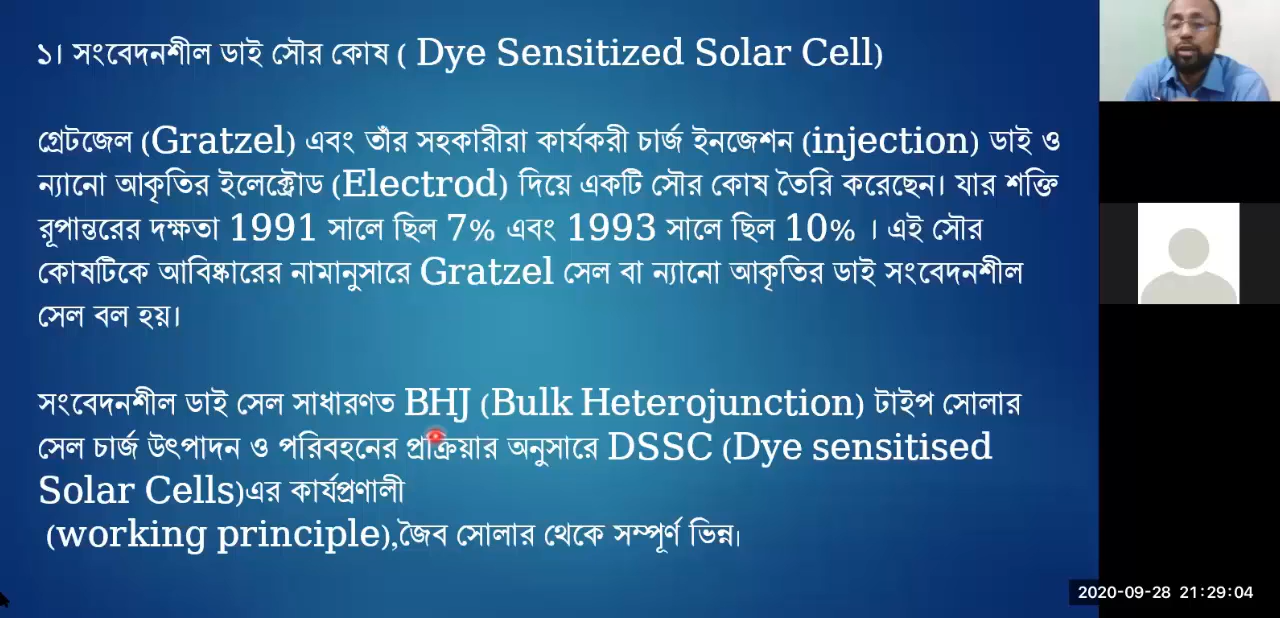 ১। সংবেদনশীল ডাই সৌর কোষ ( Dye Sensitized Solar Cell)
গ্রেটজেল (Gratzel) এবং তাঁর সহকারীরা কার্যকরী চার্জ ইনজেশন (injection) ডাই ও
ন্যানো আকৃতির ইলেক্ট্রোড (Electrod) দিয়ে একটি সৌর কোষ তৈরি করেছেন। যার শক্তি
রূপান্তরের দক্ষতা 1991 সালে ছিল 7% এবং 1993 সালে ছিল 10% । এই সৌর
কোষটিকে আবিষ্কারের নামানুসারে Gratzel সেল বা ন্যানো আকৃতির ডাই সংবেদনশীল
সেল বল হয়।
সংবেদনশীল ডাই সেল সাধারণত BHJ (Bulk Heterojunction) টাইপ সোলার
সেল চার্জ উৎপাদন ও পরিবহনের প্রক্রিয়ার অনুসারে DSSC (Dye sensitised
Solar Cells)এর কার্যপ্রণালী
(working principle),জৈব সোলার থেকে সম্পূর্ণ ভিন্ন।
2020-09-28 21:29:04